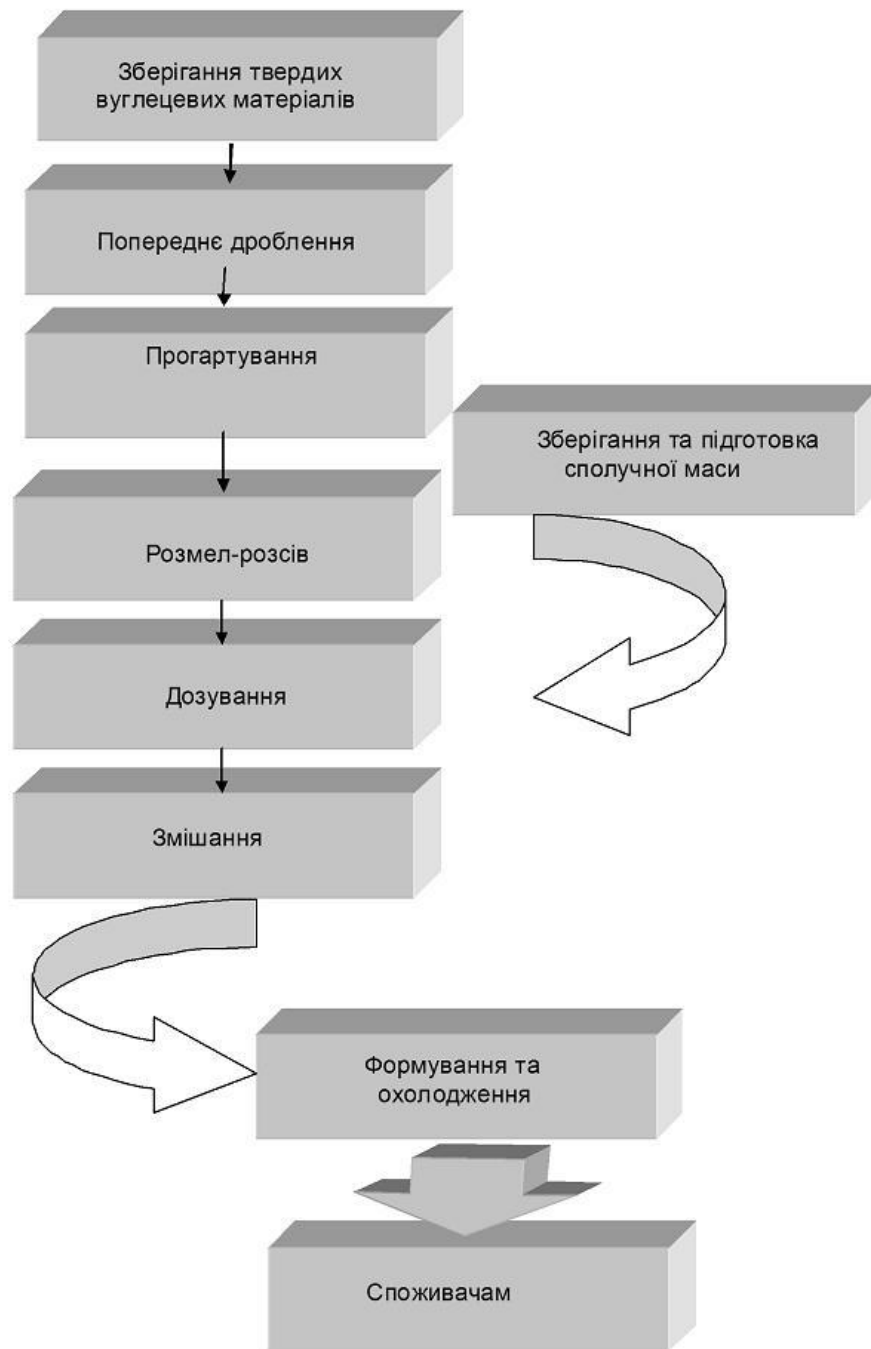 Зберігання твердих
вуглецевих матеріалів
Попереднє дроблення
Прогартування
Зберігання та підготовка
сполучної маси
Розмел-розсів
Дозування
Змішання
Формування та
охолодження
Споживачам